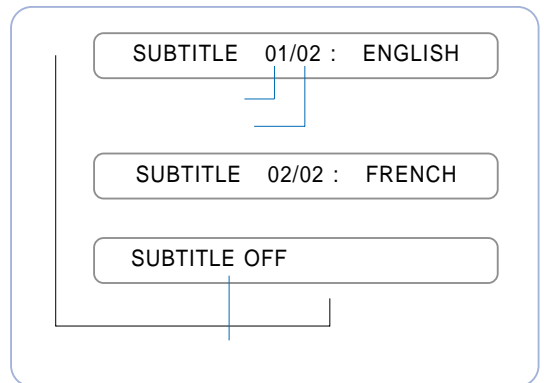 SUBTITLE 01/02 : ENGLISH
SUBTITLE 02/02 : FRENCH
SUBTITLE OFF